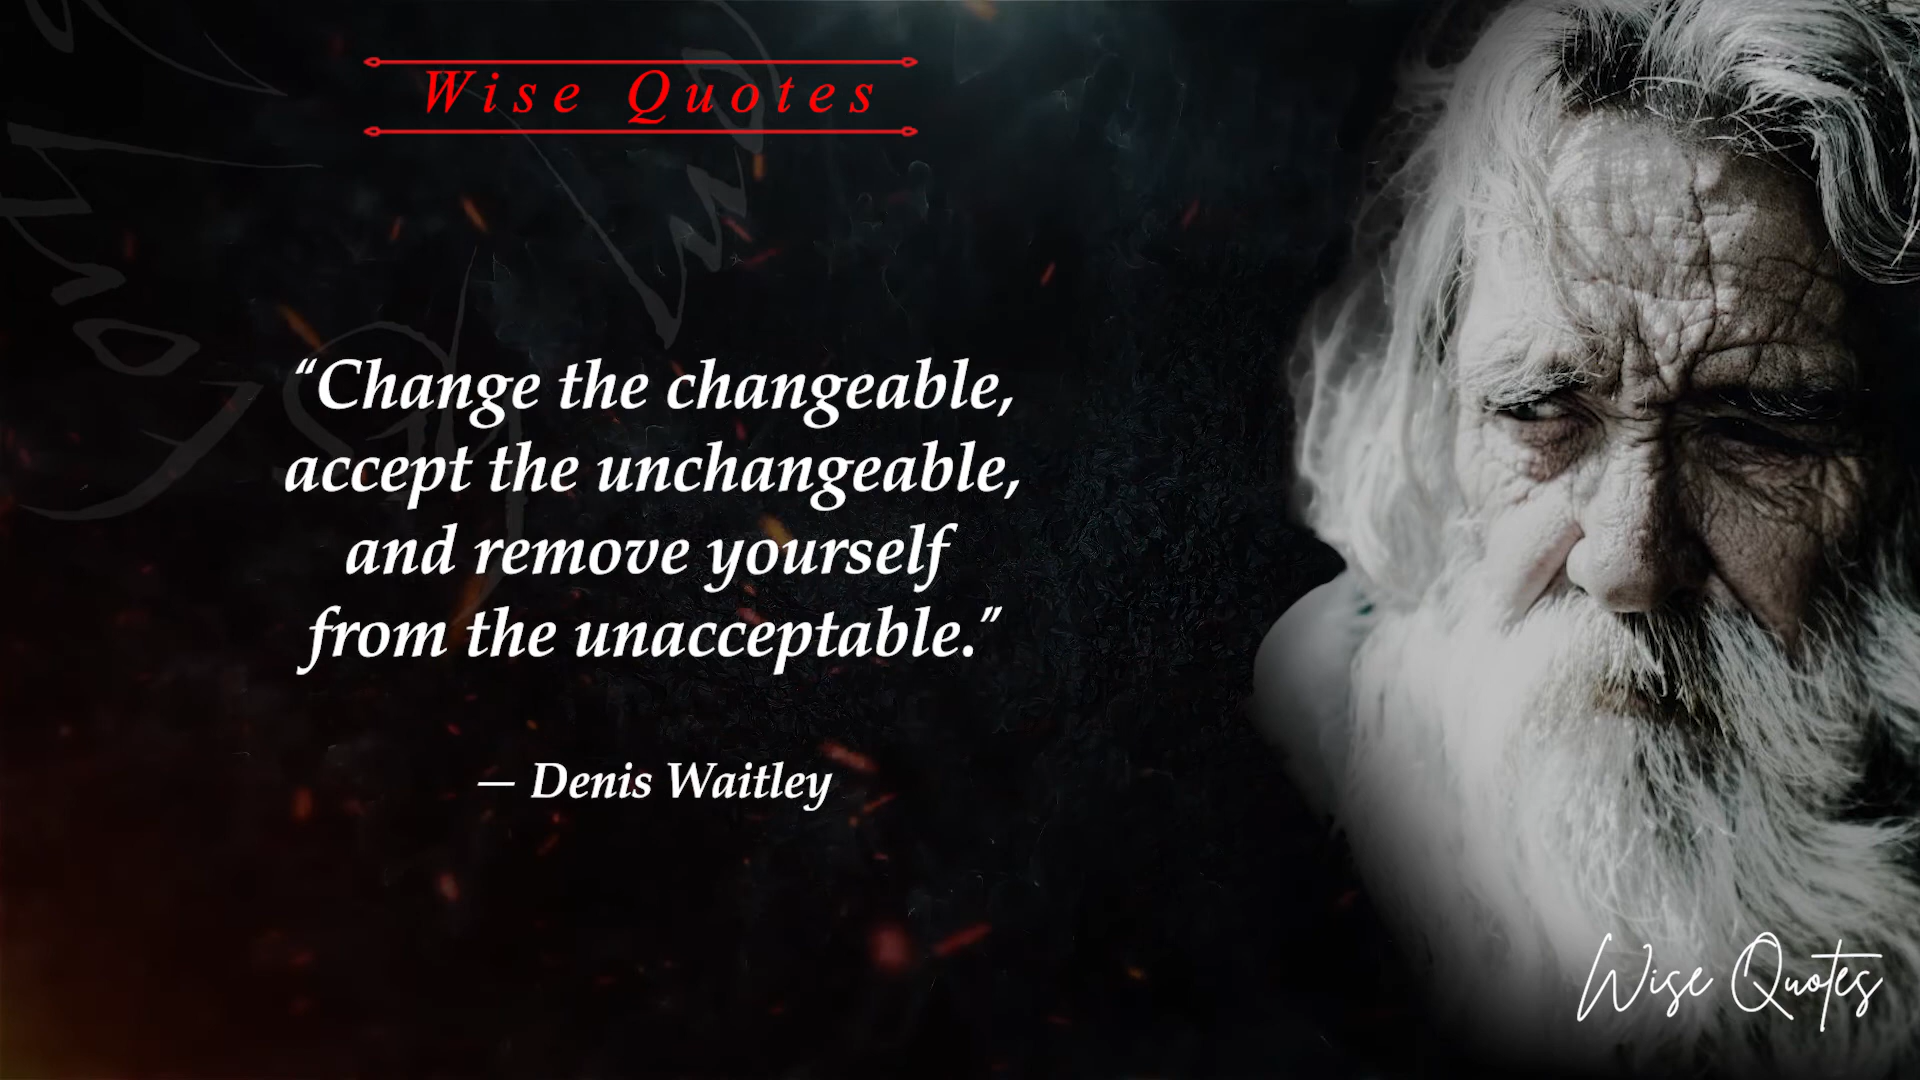 Wise Quotes
“Change the changeable,
accept the unchangeable,
and remove yourself
from the unacceptable.”
— Denis Waitley
Wise Quotes